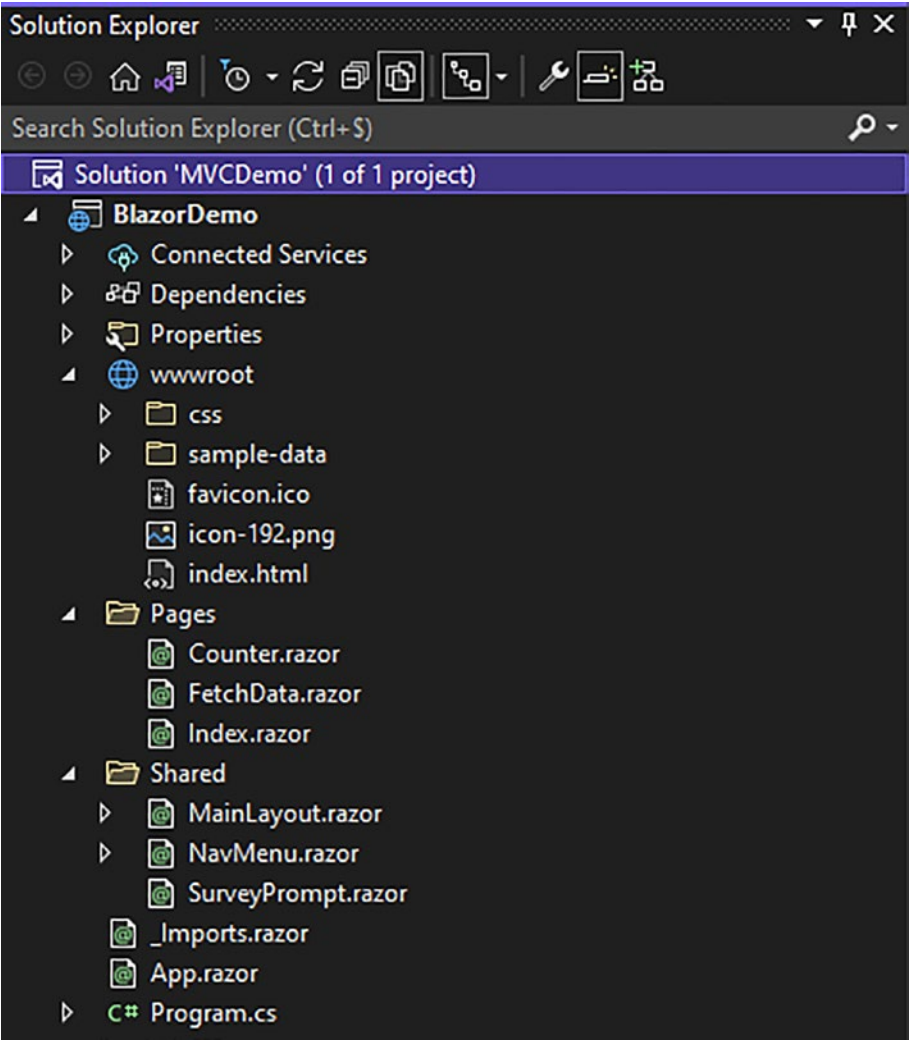 Solution Explorer
Search Solution Explorer (Ctrl+$)
Solution 'MVCDemo' (1 of 1 project)
BlazorDemo
Connected Services
Dependencies
Properties
wwwroot
css
sample-data
favicon.ico
icon-192.png
index.html
Pages
Counter.razor
FetchData.razor
Index.razor
Shared
MainLayout.razor
NavMenu.razor
SurveyPrompt.razor
_Imports.razor
App.razor
C# Program.cs